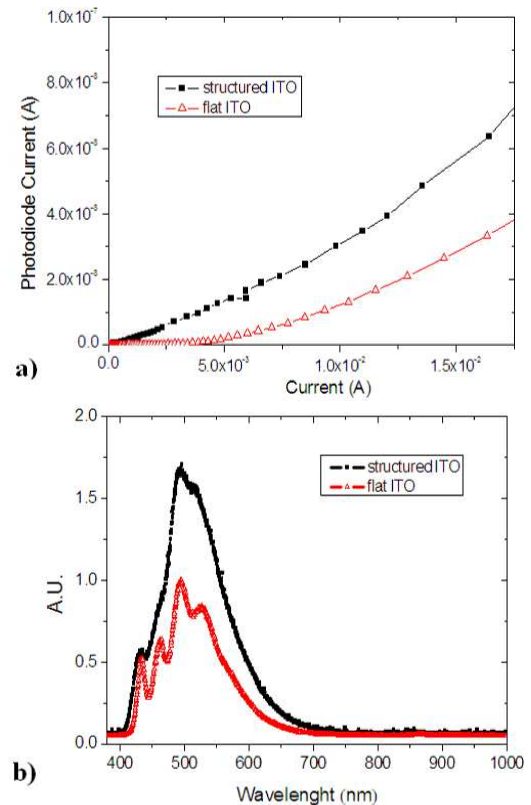 1.0x10⁻⁷
8.0x10⁻⁸
6.0x10⁻⁸
4.0x10⁻⁸
2.0x10⁻⁸
0.0
Photodiode Current (A)
structured ITO
flat ITO
0.0
5.0x10⁻³
1.0x10⁻²
1.5x10⁻²
Current (A)
a)
2.0
1.5
1.0
0.5
0.0
A.U.
structured ITO
flat ITO
400 500 600 700 800 900 1000
Wavelenght (nm)
b)